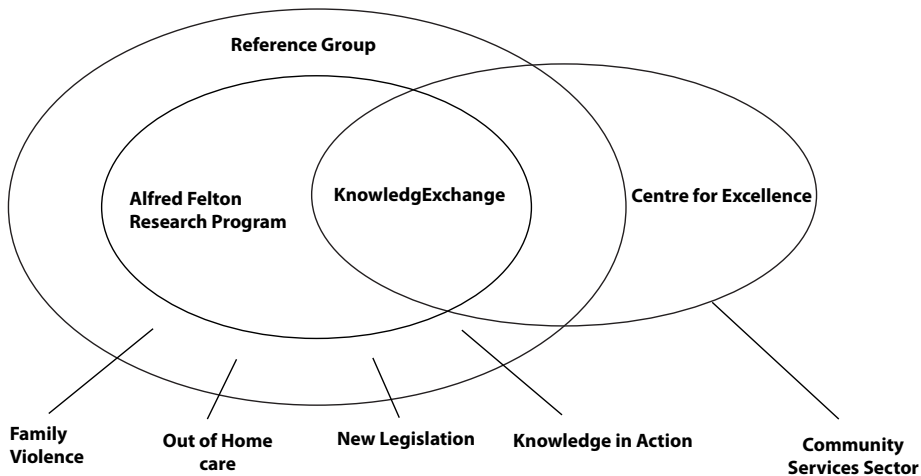 Reference Group
Alfred Felton
Research Program
KnowledgExchange
Centre for Excellence
Family
Violence
Out of Home
care
New Legislation
Knowledge in Action
Community
Services Sector